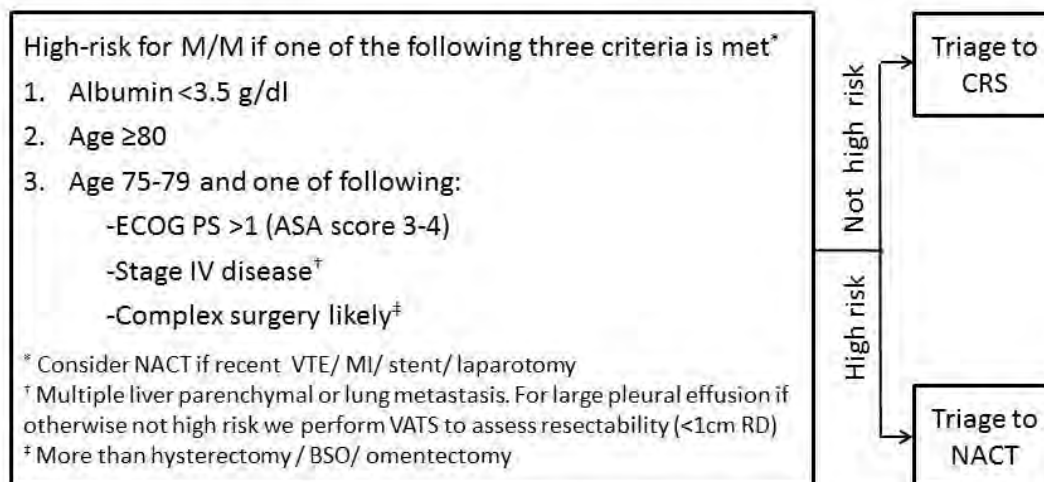 High-risk for M/M if one of the following three criteria is met*
1. Albumin <3.5 g/dl
2. Age ≥80
3. Age 75-79 and one of following:
-ECOG PS >1 (ASA score 3-4)
-Stage IV disease†
-Complex surgery likely‡
* Consider NACT if recent VTE/ MI/ stent/ laparotomy
† Multiple liver parenchymal or lung metastasis. For large pleural effusion if
otherwise not high risk we perform VATS to assess resectability (<1cm RD)
‡ More than hysterectomy / BSO/ omentectomy
Not high risk
High risk
Triage to
CRS
Triage to
NACT